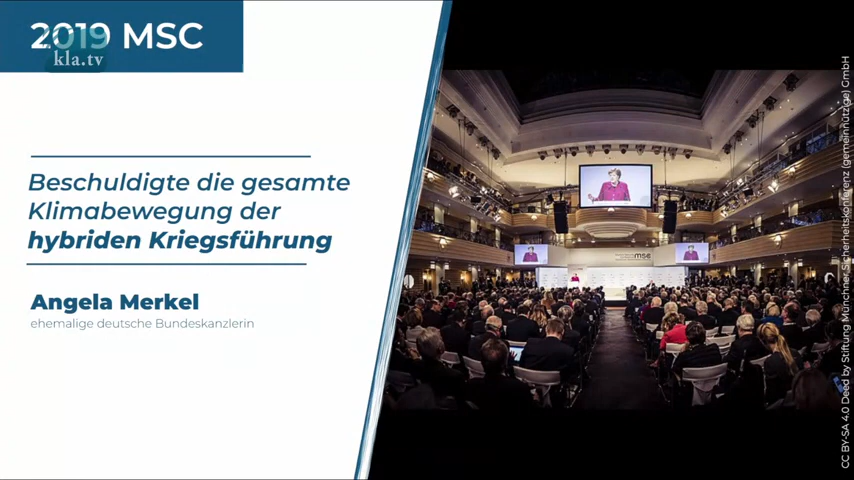 2019 MSC
kla.tv
Beschuldigte die gesamte
Klimabewegung der
hybriden Kriegsführung
Angela Merkel
ehemalige deutsche Bundeskanzlerin
msc
CC BY-SA 4.0 Deed by Stiftung Münchner Sicherheitskonferenz (gemeinnützige) GmbH